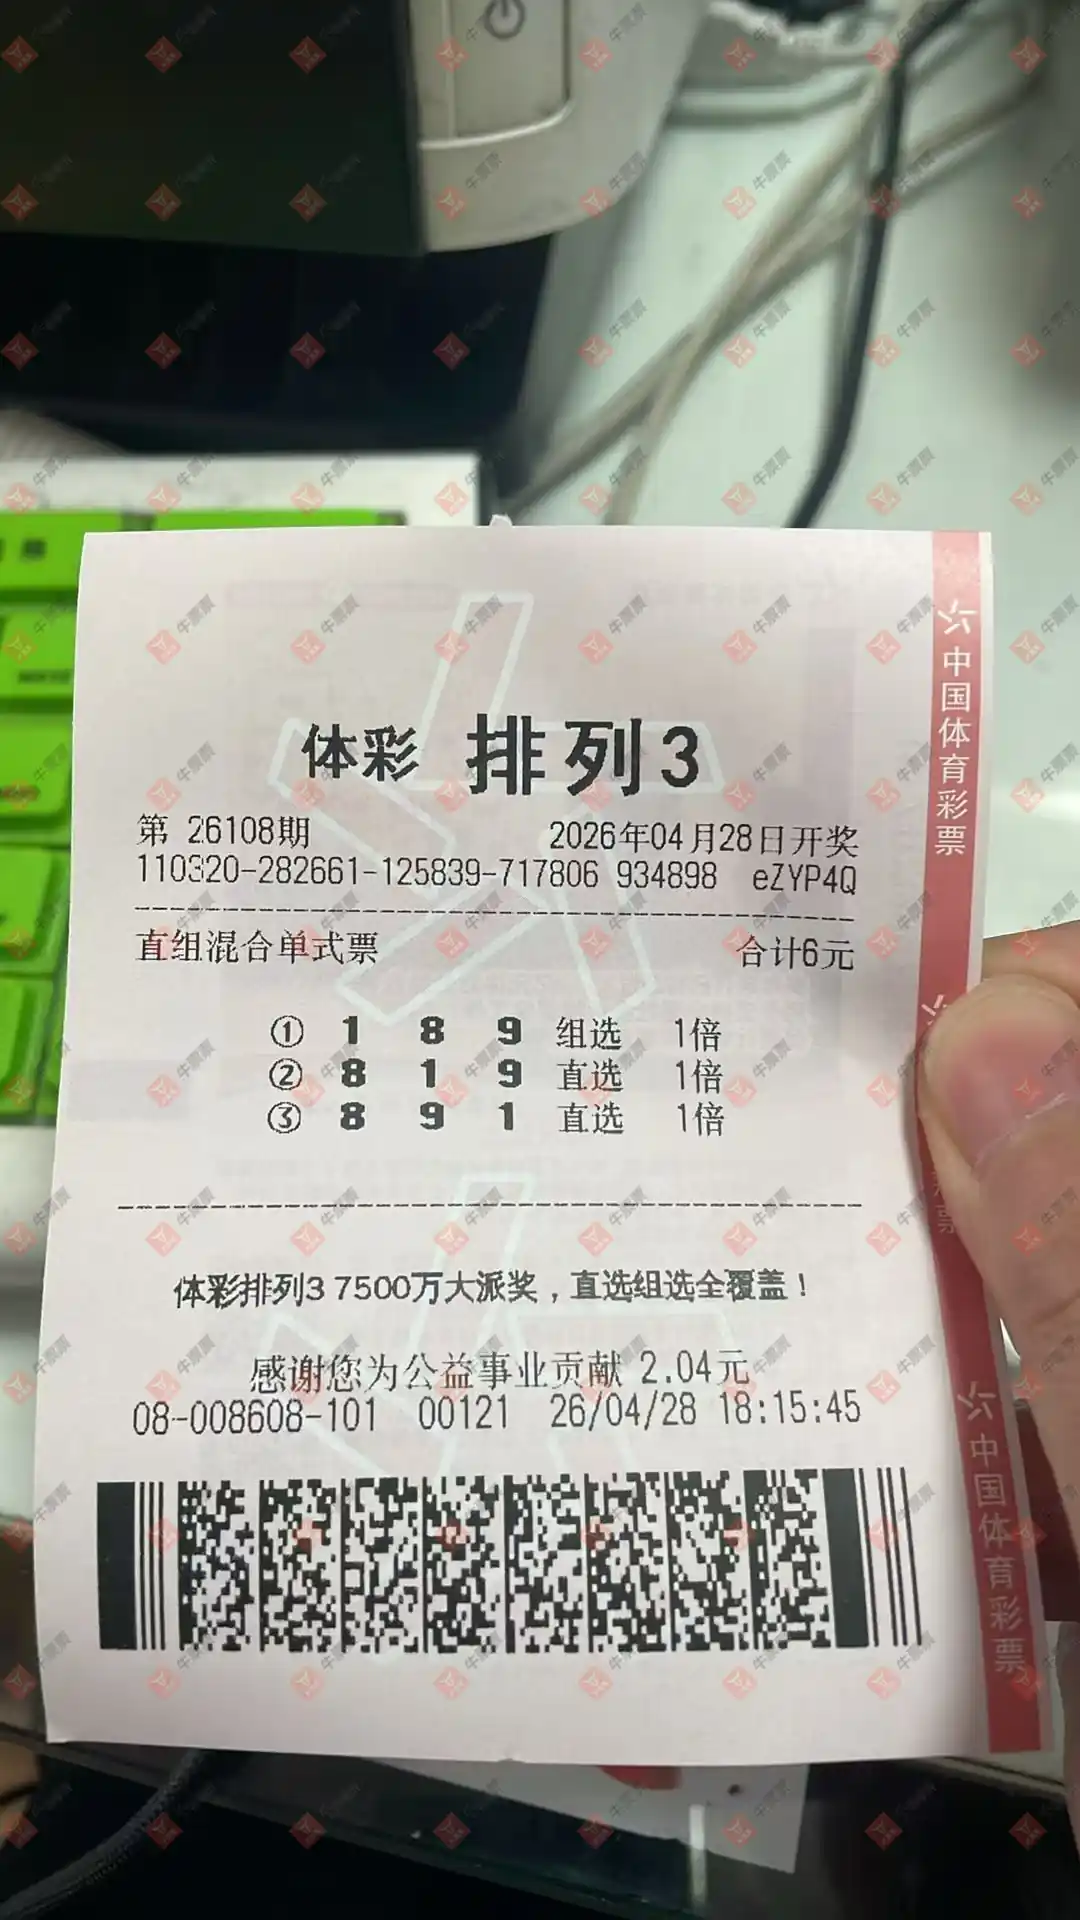 体彩 排列3
第 26108期 2026年04月28日开奖
110320-282661-125839-717806 934898 eZYP4Q
直组混合单式票 合计6元
① 1 8 9 组选 1倍
② 8 1 9 直选 1倍
③ 8 9 1 直选 1倍
体彩排列3 7500万大派奖，直选组选全覆盖！
感谢您为公益事业贡献 2.04元
08-008608-101 00121 26/04/28 18:15:45
中国体育彩票
中国体育彩票
牛票票